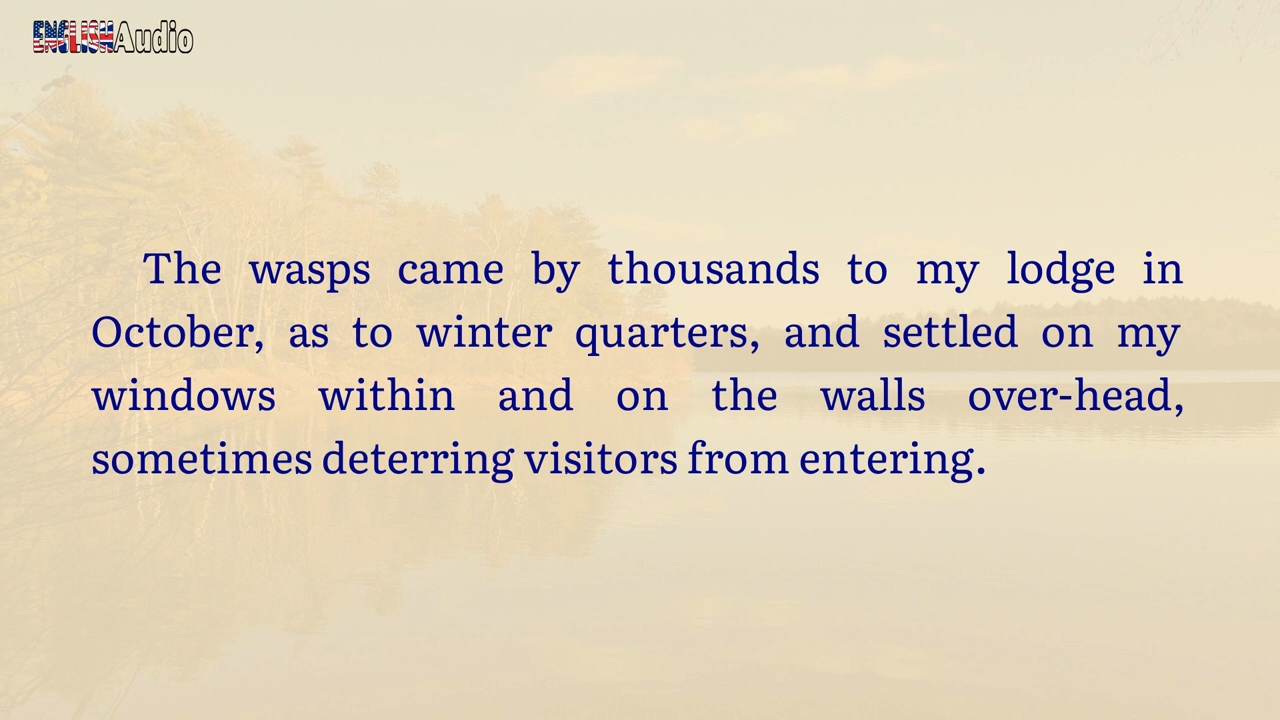 ENGLISHAudio
The wasps came by thousands to my lodge in
October, as to winter quarters, and settled on my
windows within and on the walls over-head,
sometimes deterring visitors from entering.